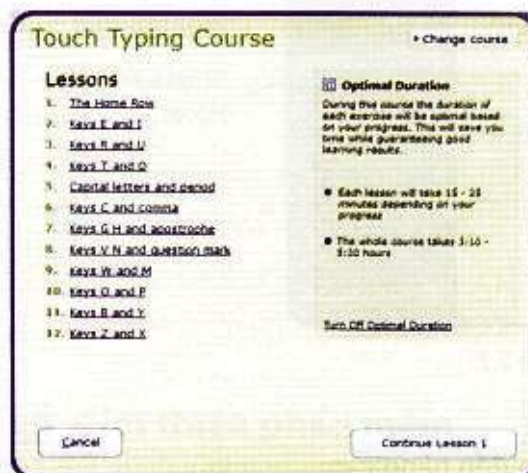 Touch Typing Course
Change course
Lessons
1. The Home Row
2. Keys E and I
3. Keys R and U
4. Keys T and O
5. Capital letters and period
6. Keys C and comma
7. Keys G H and apostrophe
8. Keys V N and question mark
9. Keys W and M
10. Keys Q and P
11. Keys B and Y
12. Keys Z and X
Optimal Duration
During this course the duration of
each exercise will be optimal based
on your progress. This will save you
time while guaranteeing good
learning results.
Each lesson will take 15 - 25
minutes depending on your
progress
The whole course takes 3:10 -
5:20 hours
Turn Off Optimal Duration
Cancel
Continue Lesson 1